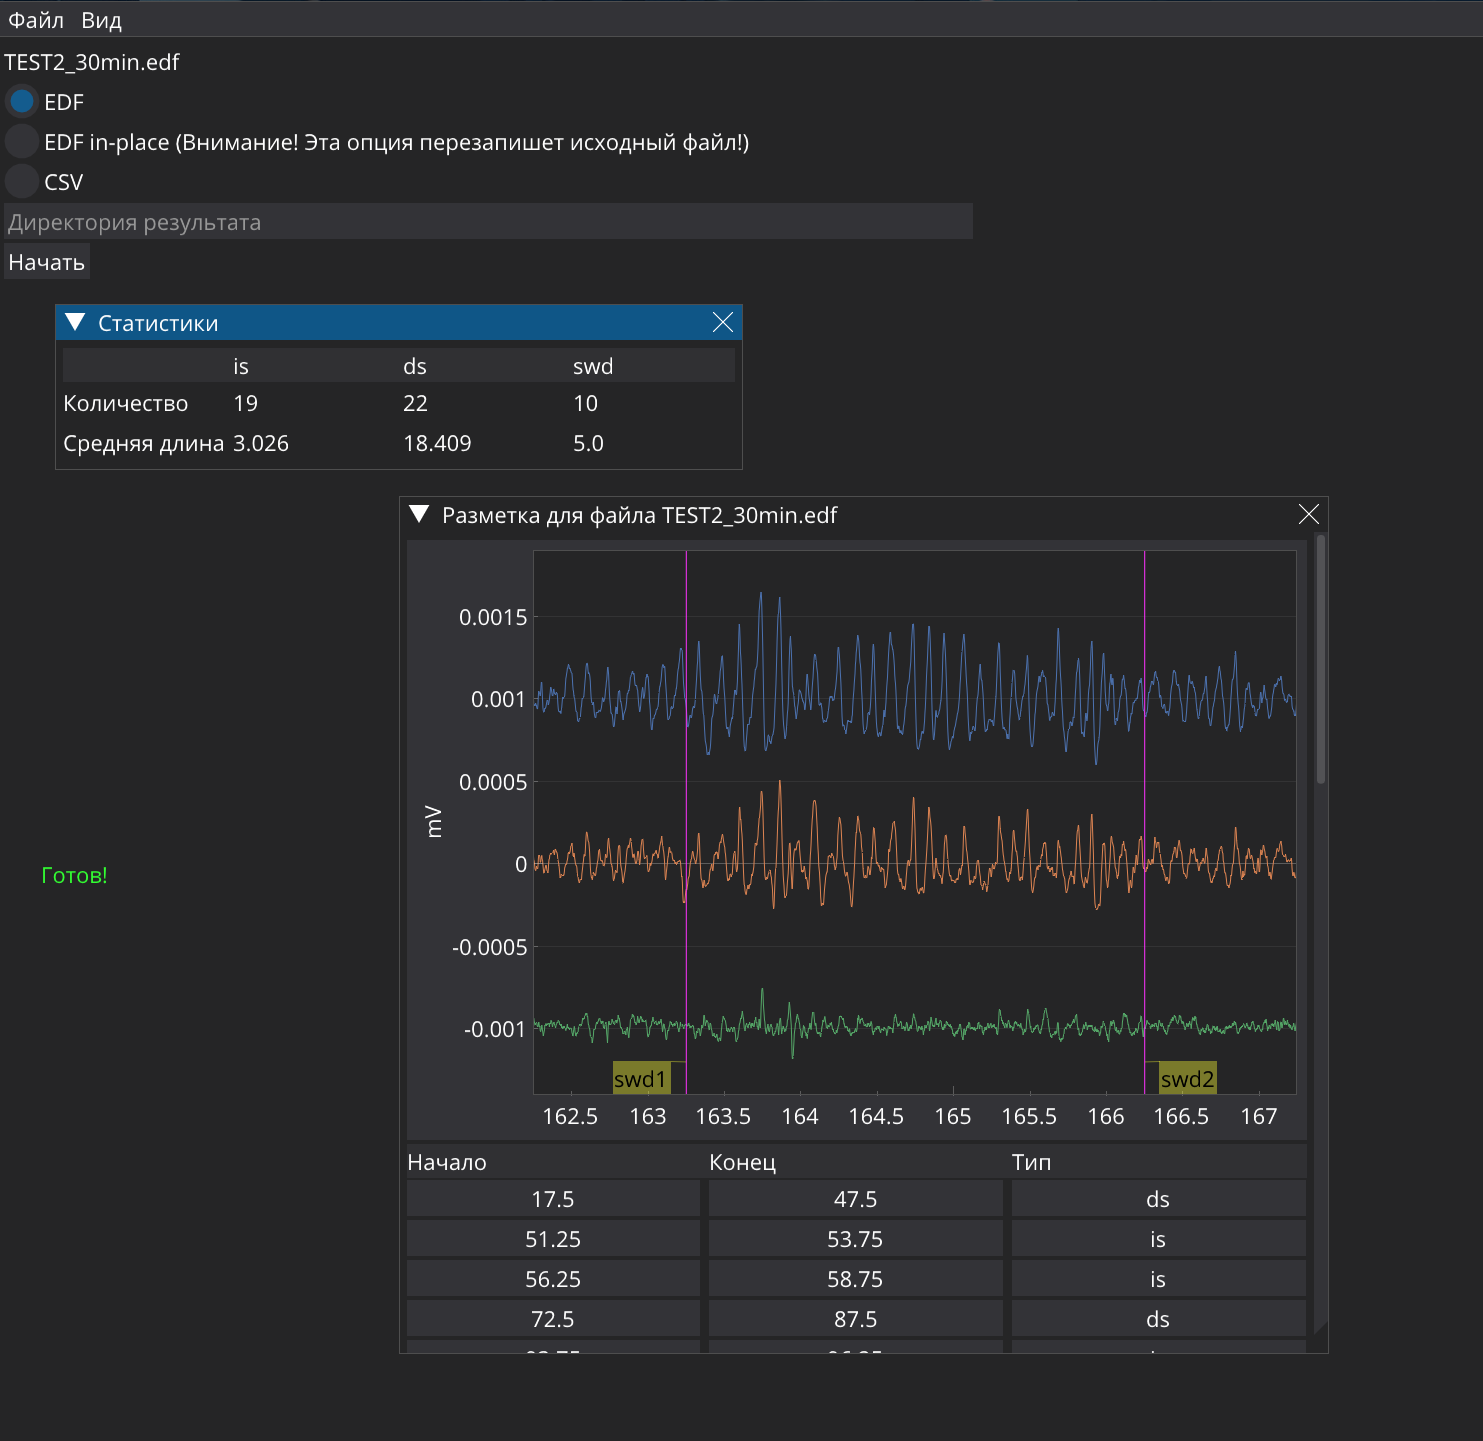 Файл Вид
TEST2_30min.edf
EDF
EDF in-place (Внимание! Эта опция перезапишет исходный файл!)
CSV
Директория результата
Начать
Статистики
is ds swd
Количество 19 22 10
Средняя длина 3.026 18.409 5.0
Готов!
Разметка для файла TEST2_30min.edf
mV
0.0015
0.001
0.0005
0
-0.0005
-0.001
swd1 swd2
162.5 163 163.5 164 164.5 165 165.5 166 166.5 167
Начало Конец Тип
17.5 47.5 ds
51.25 53.75 is
56.25 58.75 is
72.5 87.5 ds